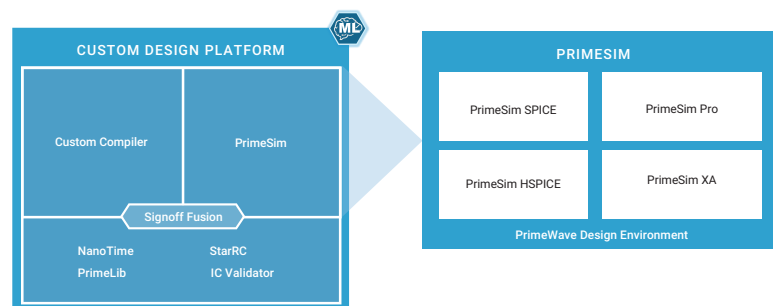 ML
CUSTOM DESIGN PLATFORM
Custom Compiler
PrimeSim
Signoff Fusion
NanoTime
StarRC
PrimeLib
IC Validator
PRIMESIM
PrimeSim SPICE
PrimeSim Pro
PrimeSim HSPICE
PrimeSim XA
PrimeWave Design Environment